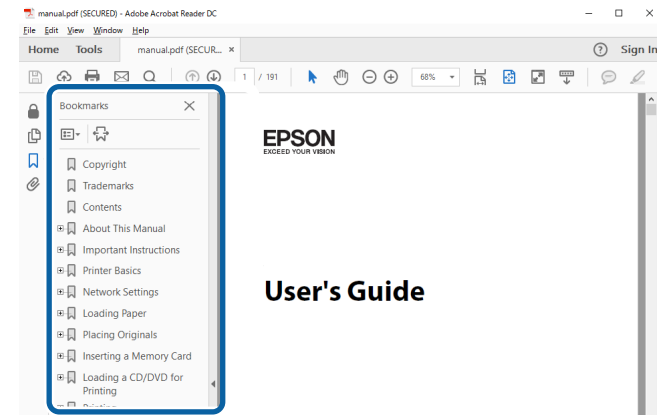 manual.pdf (SECURED) - Adobe Acrobat Reader DC
File Edit View Window Help
Home Tools manual.pdf (SECUR... ×
Sign In
1 / 191 68%
Bookmarks
Copyright
Trademarks
Contents
About This Manual
Important Instructions
Printer Basics
Network Settings
Loading Paper
Placing Originals
Inserting a Memory Card
Loading a CD/DVD for
Printing
EPSON
EXCEED YOUR VISION
User's Guide